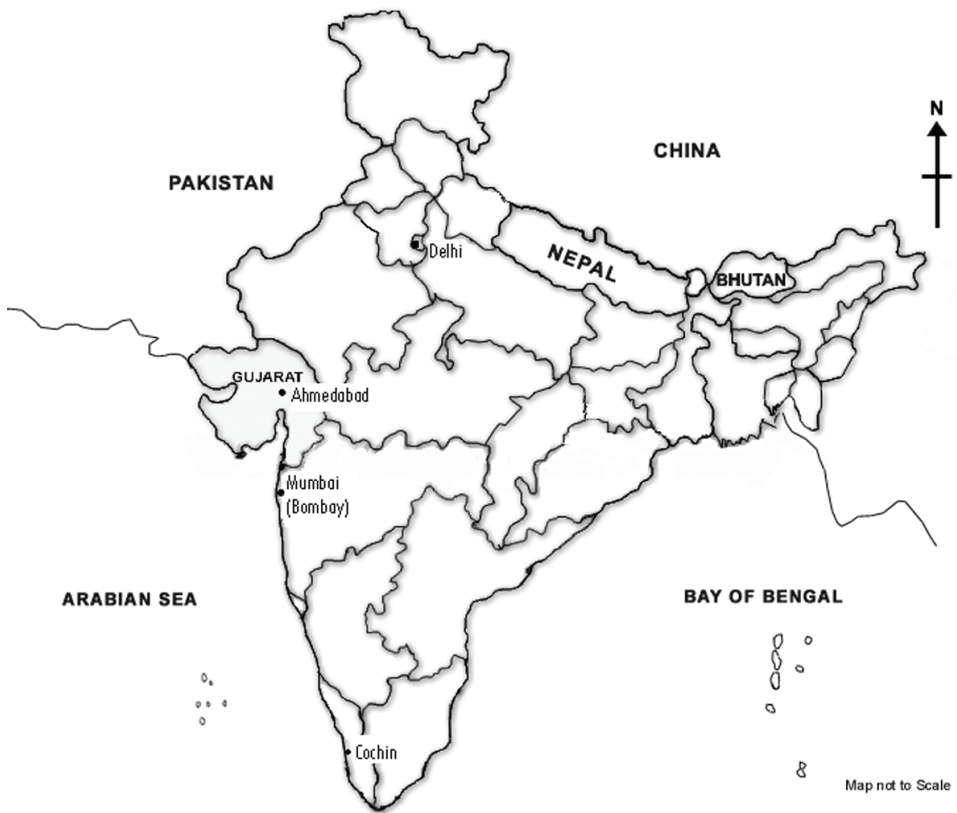 N
CHINA
PAKISTAN
Delhi
NEPAL
BHUTAN
GUJARAT
Ahmedabad
Mumbai
(Bombay)
ARABIAN SEA
BAY OF BENGAL
Cochin
Map not to Scale